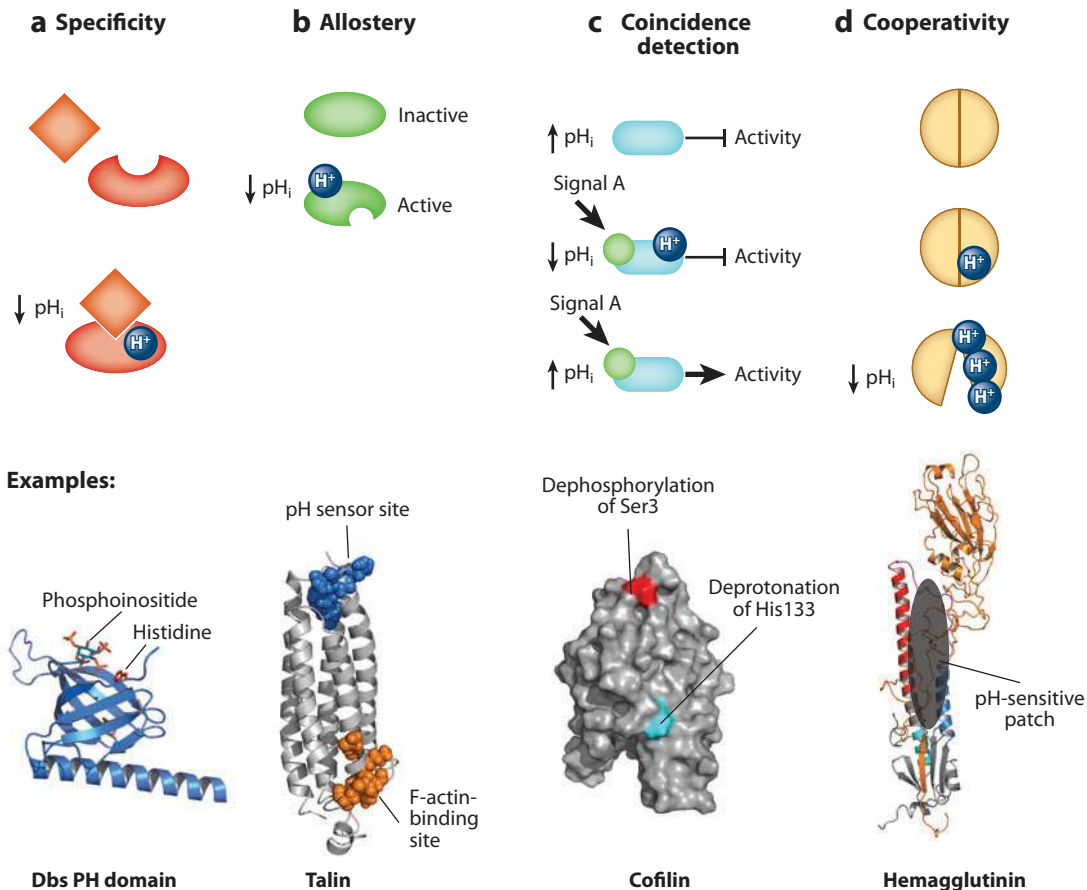 a Specificity
b Allostery
c Coincidence
detection
d Cooperativity
↓ pHi
H+
Inactive
↓ pHi
H+
Active
↑ pHi
Activity
Signal A
↓ pHi
H+
Activity
Signal A
↑ pHi
Activity
H+
↓ pHi
H+
H+
H+
Examples:
Phosphoinositide
Histidine
Dbs PH domain
pH sensor site
F-actin-
binding
site
Talin
Dephosphorylation
of Ser3
Deprotonation
of His133
Cofilin
pH-sensitive
patch
Hemagglutinin